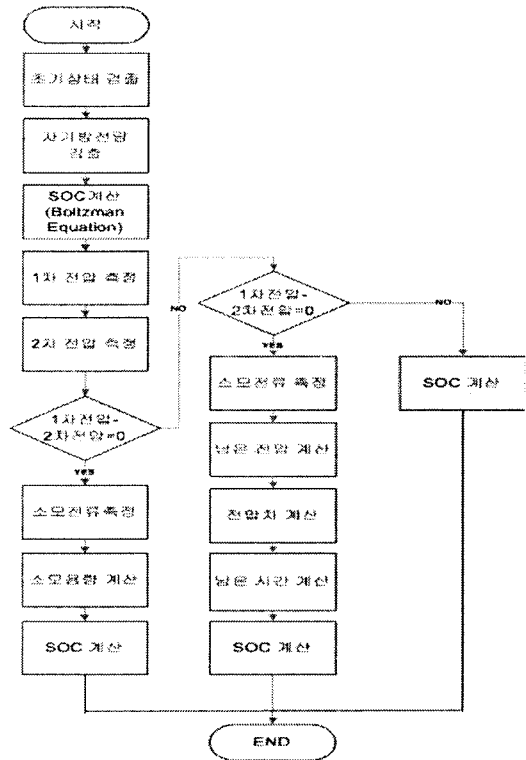 시작
초기상태 검출
자기방전량
검출
SOC계산
(Boltzman
Equation)
1차 전압 측정
2차 전압 측정
1차전압-
2차전압=0
YES
소모전류측정
소모용량 계산
SOC 계산
NO
1차전압-
2차전압=0
YES
소모전류 측정
남은 전압 계산
전압차 계산
남은 시간 계산
SOC 계산
NO
SOC 계산
END